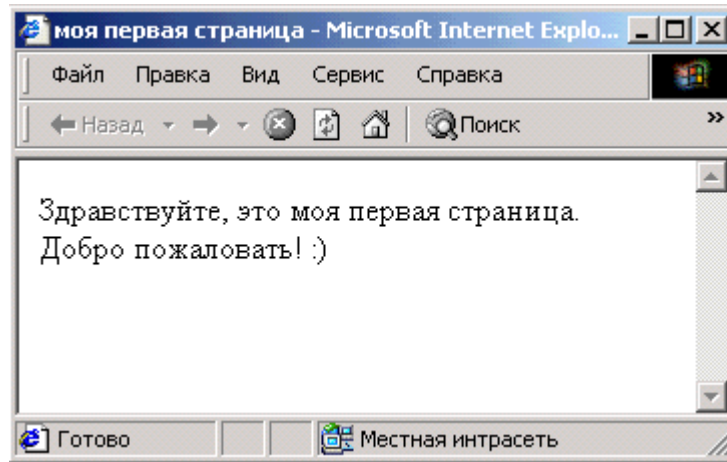 моя первая страница - Microsoft Internet Explo...
Файл Правка Вид Сервис Справка
Назад Поиск »
Здравствуйте, это моя первая страница.
Добро пожаловать! :)
Готово Местная интрасеть